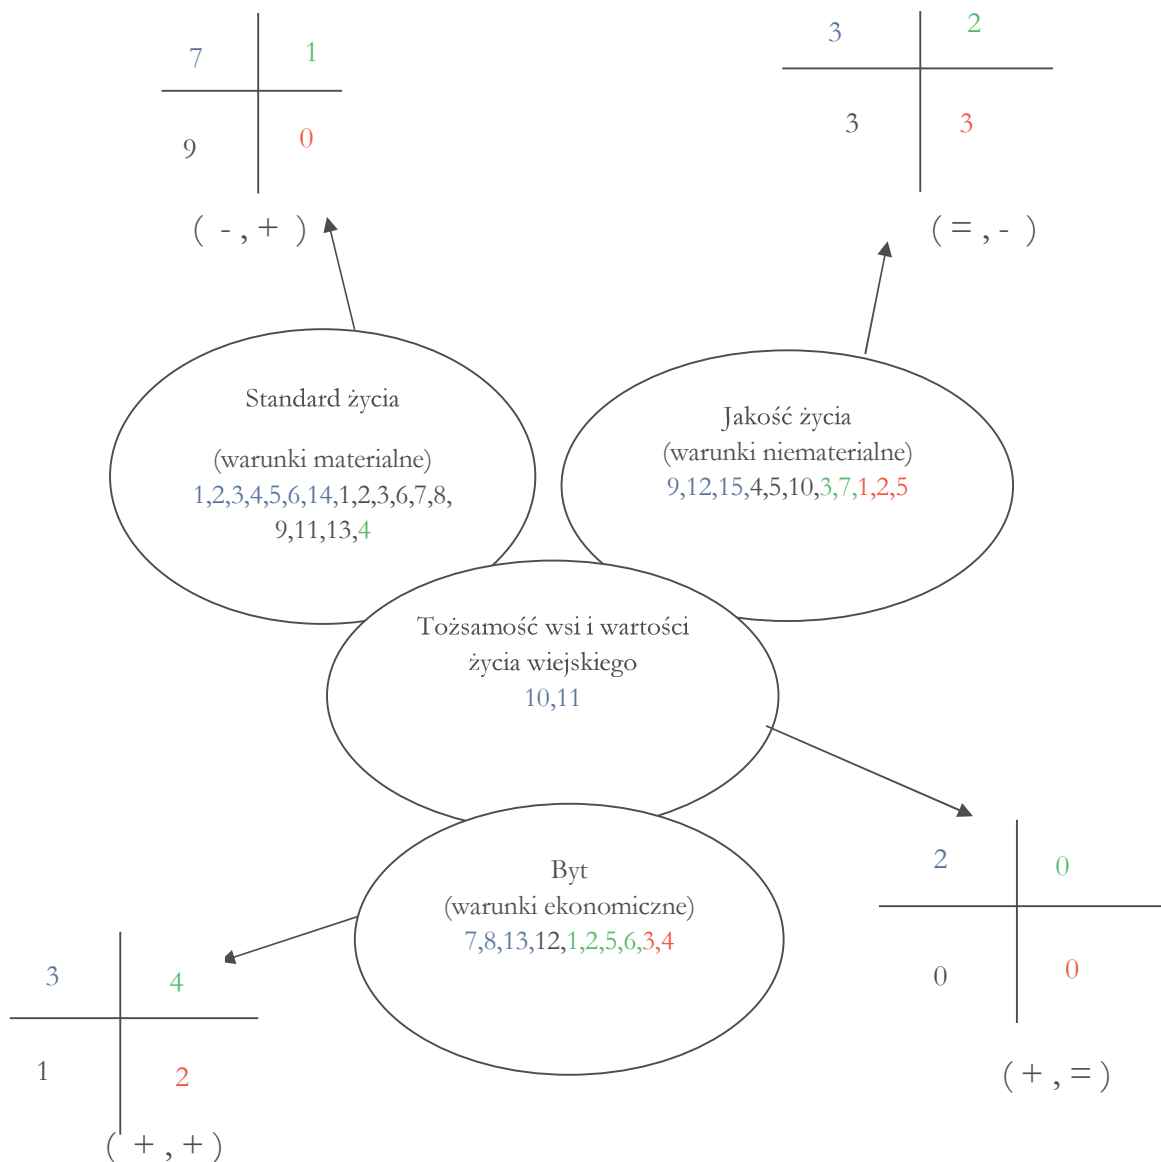 7 1
9 0
( - , + )
3 2
3 3
( = , - )
Standard życia
(warunki materialne)
1,2,3,4,5,6,14,1,2,3,6,7,8,
9,11,13,4
Jakość życia
(warunki niematerialne)
9,12,15,4,5,10,3,7,1,2,5
Tożsamość wsi i wartości
życia wiejskiego
10,11
Byt
(warunki ekonomiczne)
7,8,13,12,1,2,5,6,3,4
2 0
0 0
( + , = )
3 4
1 2
( + , + )